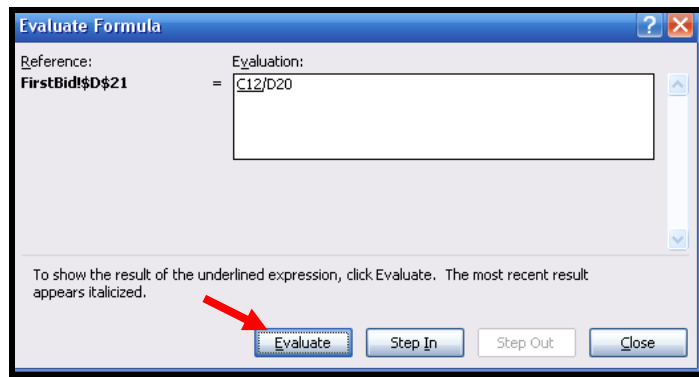 Evaluate Formula
Reference:
Evaluation:
FirstBid!$D$21 = C12/D20
To show the result of the underlined expression, click Evaluate. The most recent result
appears italicized.
Evaluate Step In Step Out Close